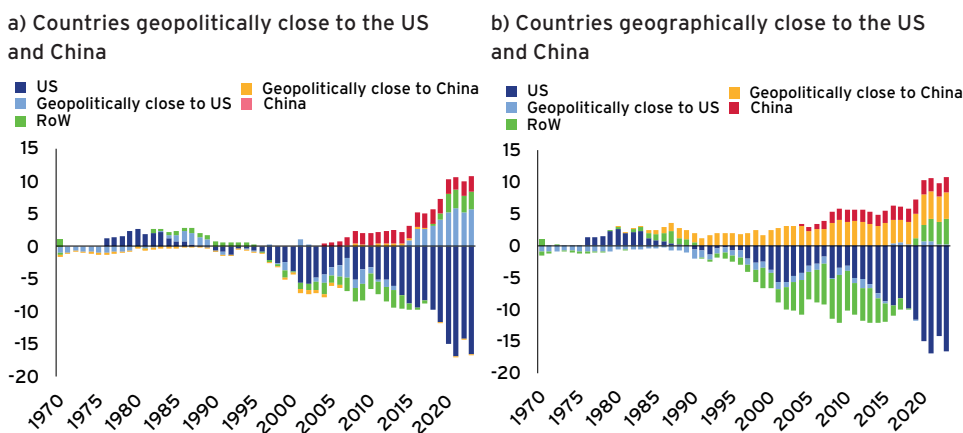 a) Countries geopolitically close to the US
and China
US
Geopolitically close to China
Geopolitically close to US
China
RoW
15
10
5
0
-5
-10
-15
-20
1970
1975
1980
1985
1990
1995
2000
2005
2010
2015
2020
b) Countries geographically close to the US
and China
US
Geopolitically close to China
Geopolitically close to US
China
RoW
15
10
5
0
-5
-10
-15
-20
1970
1975
1980
1985
1990
1995
2000
2005
2010
2015
2020